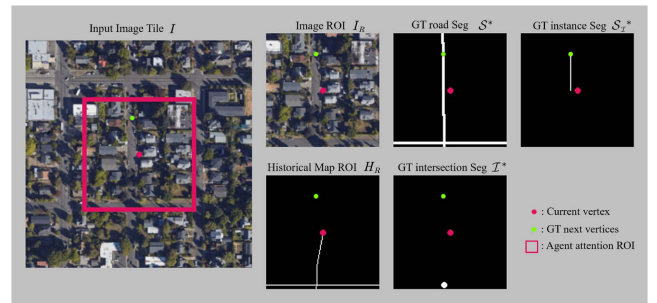 Input Image Tile I
Image ROI I_R
GT road Seg S*
GT instance Seg S_I*
Historical Map ROI H_R
GT intersection Seg I*
: Current vertex
: GT next vertices
: Agent attention ROI